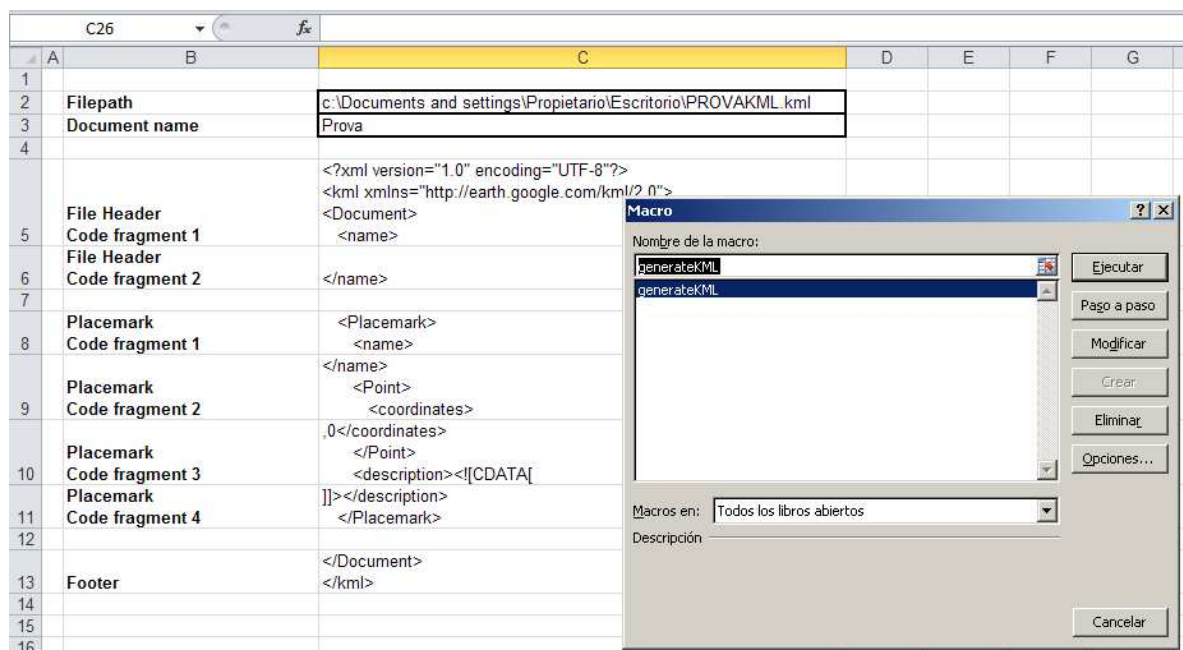 C26 fx
A B C D E F G
1
2 Filepath c:\Documents and settings\Propietario\Escritorio\PROVAKML.kml
3 Document name Prova
4
<?xml version="1.0" encoding="UTF-8"?>
<kml xmlns="http://earth.google.com/kml/2.0">
File Header <Document>
5 Code fragment 1 <name>
File Header
6 Code fragment 2 </name>
7
Placemark <Placemark>
8 Code fragment 1 <name>
</name>
Placemark <Point>
9 Code fragment 2 <coordinates>
,0</coordinates>
Placemark </Point>
10 Code fragment 3 <description><![CDATA[
Placemark ]]></description>
11 Code fragment 4 </Placemark>
12
</Document>
13 Footer </kml>
14
15
16
Macro
Nombre de la macro:
generateKML
generateKML
Ejecutar
Paso a paso
Modificar
Crear
Eliminar
Opciones...
Macros en: Todos los libros abiertos
Descripción
Cancelar